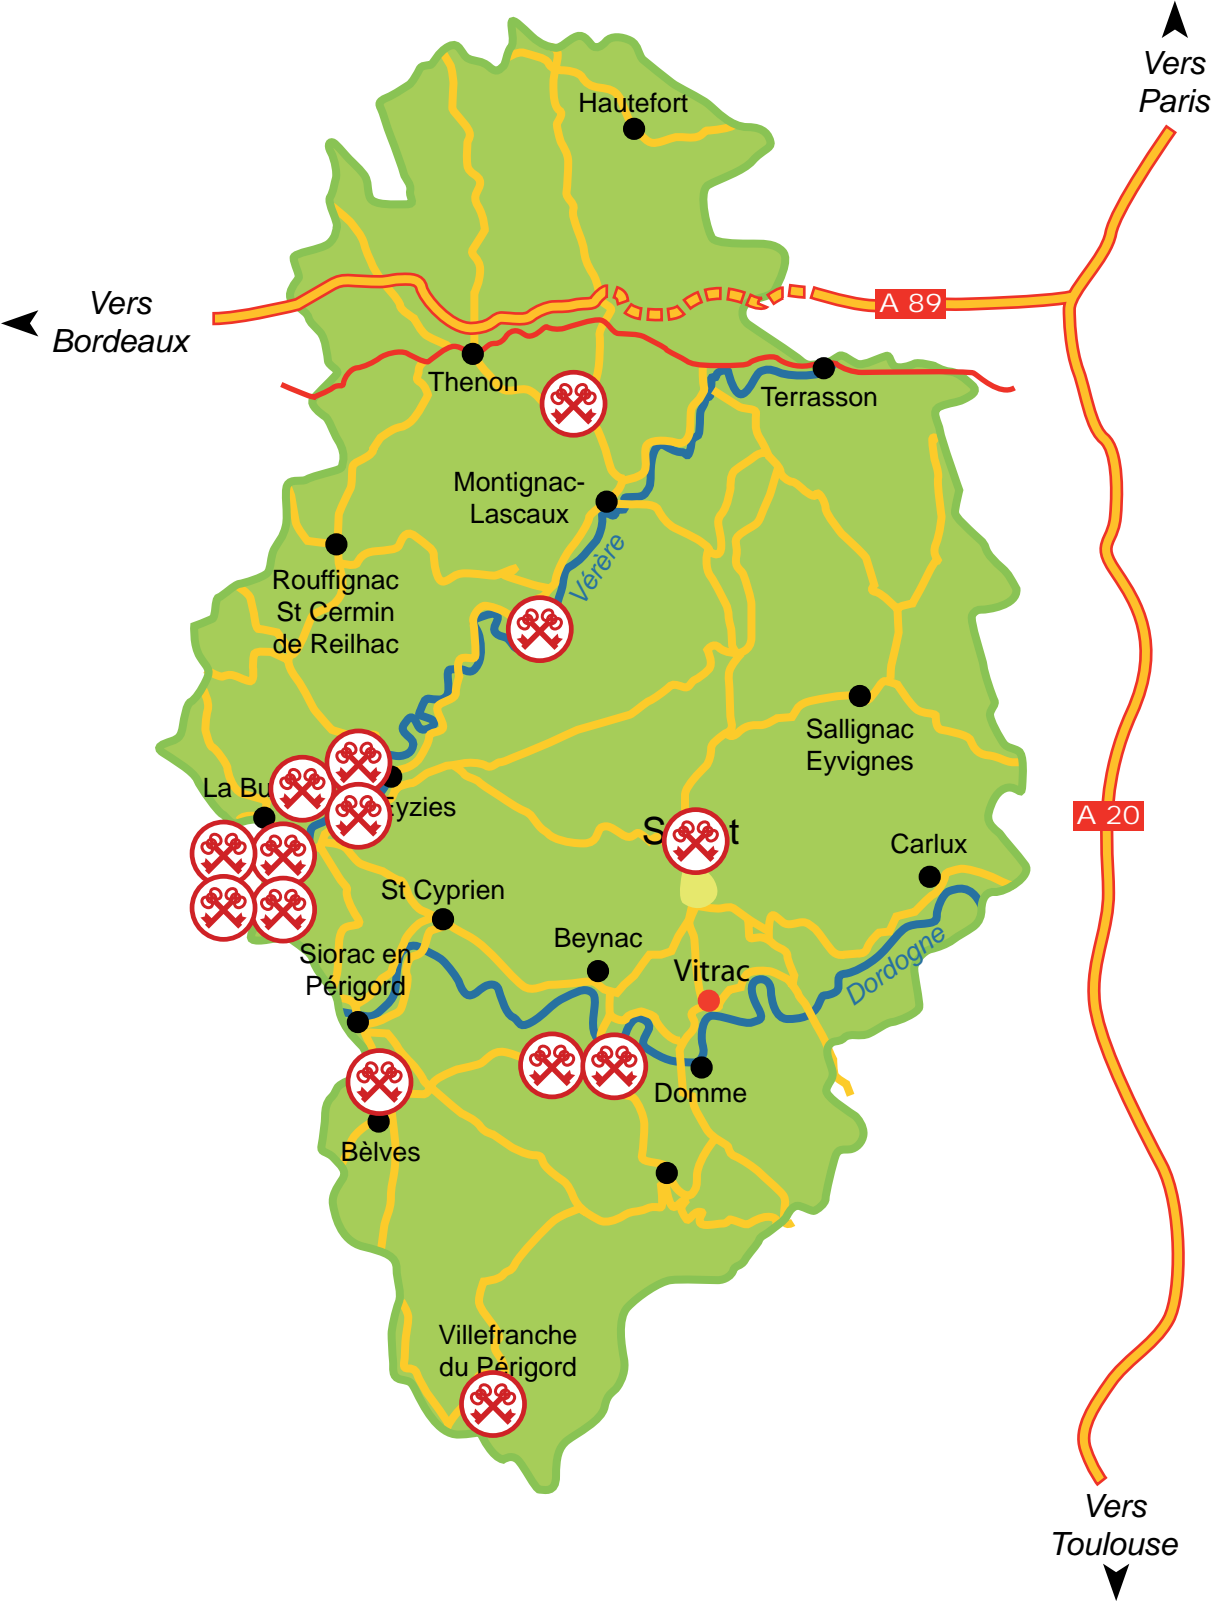 Vers
Paris
Hautefort
A 89
Vers
Bordeaux
Thenon
Terrasson
Montignac-
Lascaux
Vérère
Rouffignac
St Cermin
de Reilhac
Sallignac
Eyvignes
La Bu
Eyzies
A 20
S t
Carlux
St Cyprien
Beynac
Siorac en
Périgord
Vitrac
Dordogne
Domme
Bèlves
Villefranche
du Périgord
Vers
Toulouse